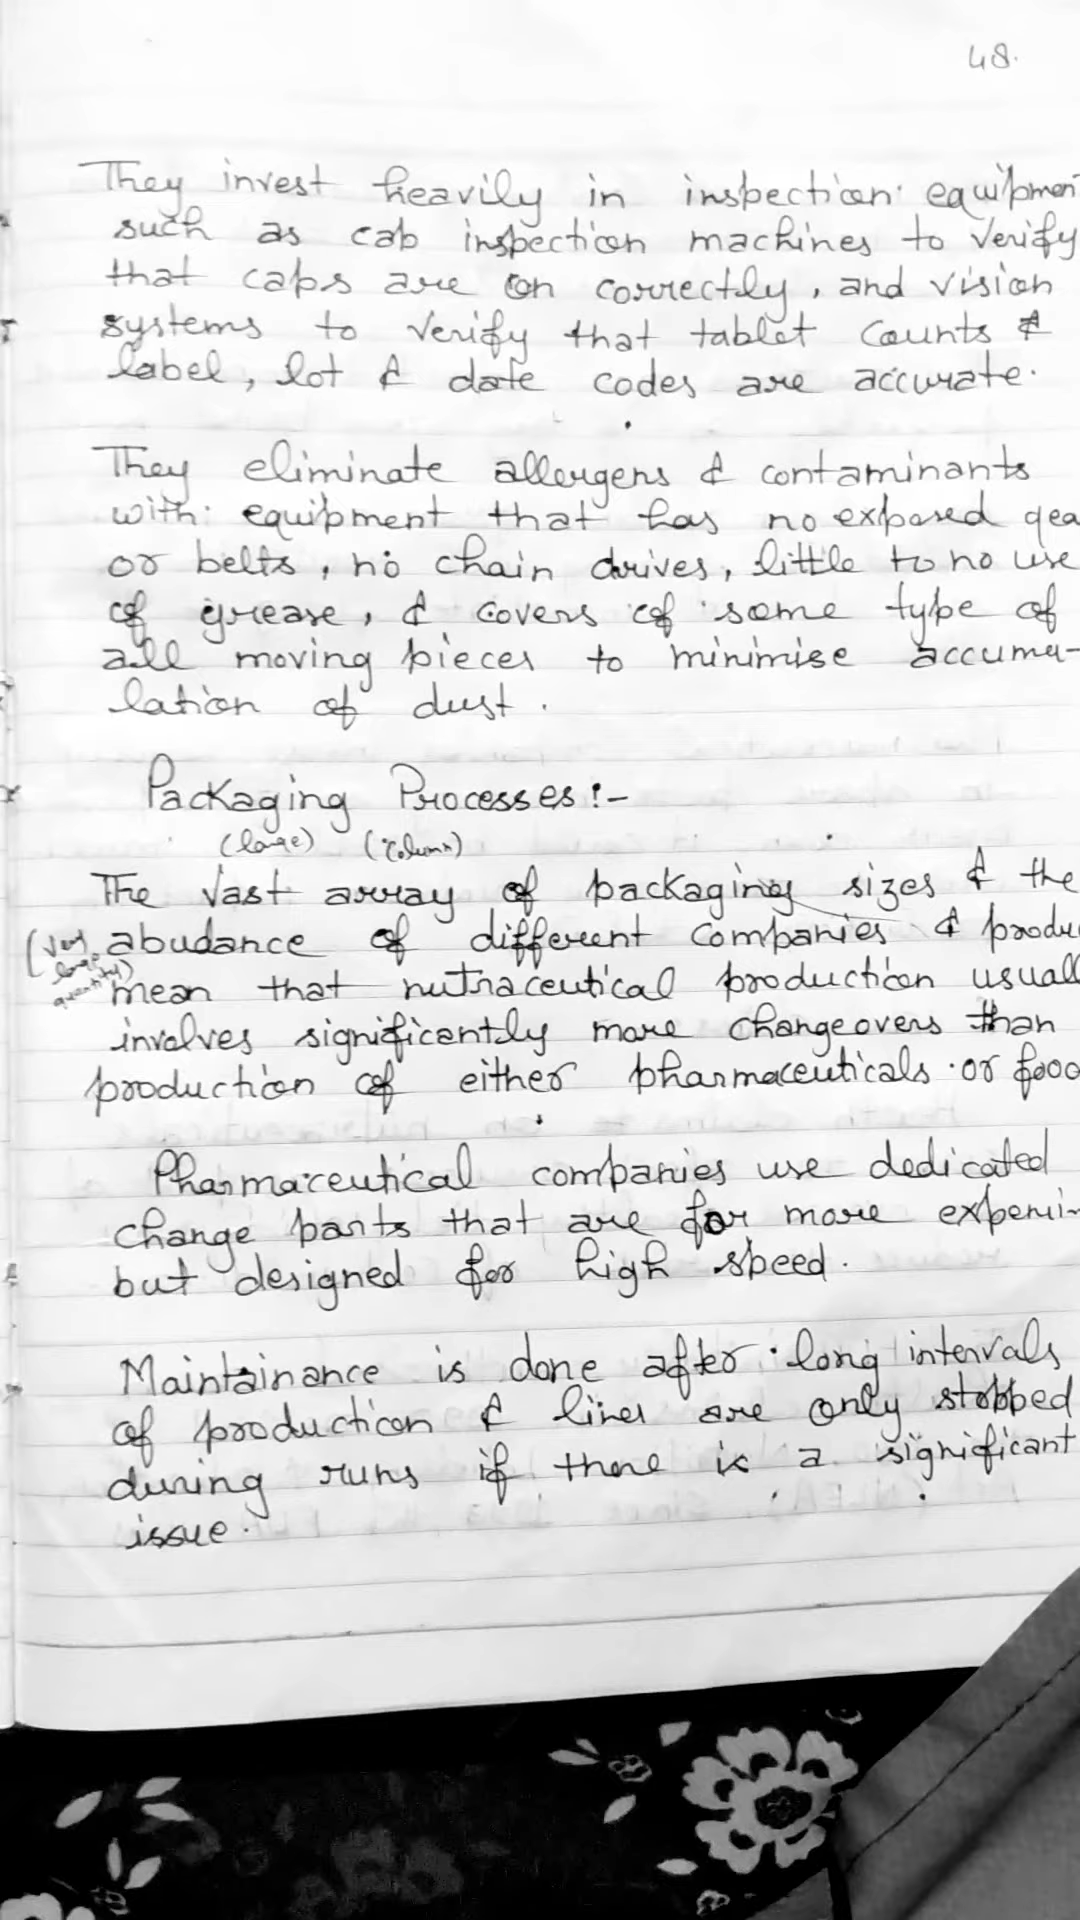 48.
They invest heavily in inspection equipmen
such as cap inspection machines to verify
that caps are on correctly, and vision
systems to verify that tablet counts &
label, lot & date codes are accurate.
They eliminate allergens & contaminants
with equipment that has no exposed gea
or belts, no chain drives, little to no use
of grease, & covers of some type of
all moving pieces to minimise accumu-
lation of dust.
Packaging Processes:-
(large) (column)
The vast array of packaging sizes & the
(very large quantity) abudance of different companies & produ
mean that nutraceutical production usuall
involves significantly more changeovers than
production of either pharmaceuticals or food
Pharmaceutical companies use dedicated
change parts that are far more expensi-
but designed for high speed.
Maintainance is done after long intervals
of production & lines are only stopped
during runs if there is a significant
issue.